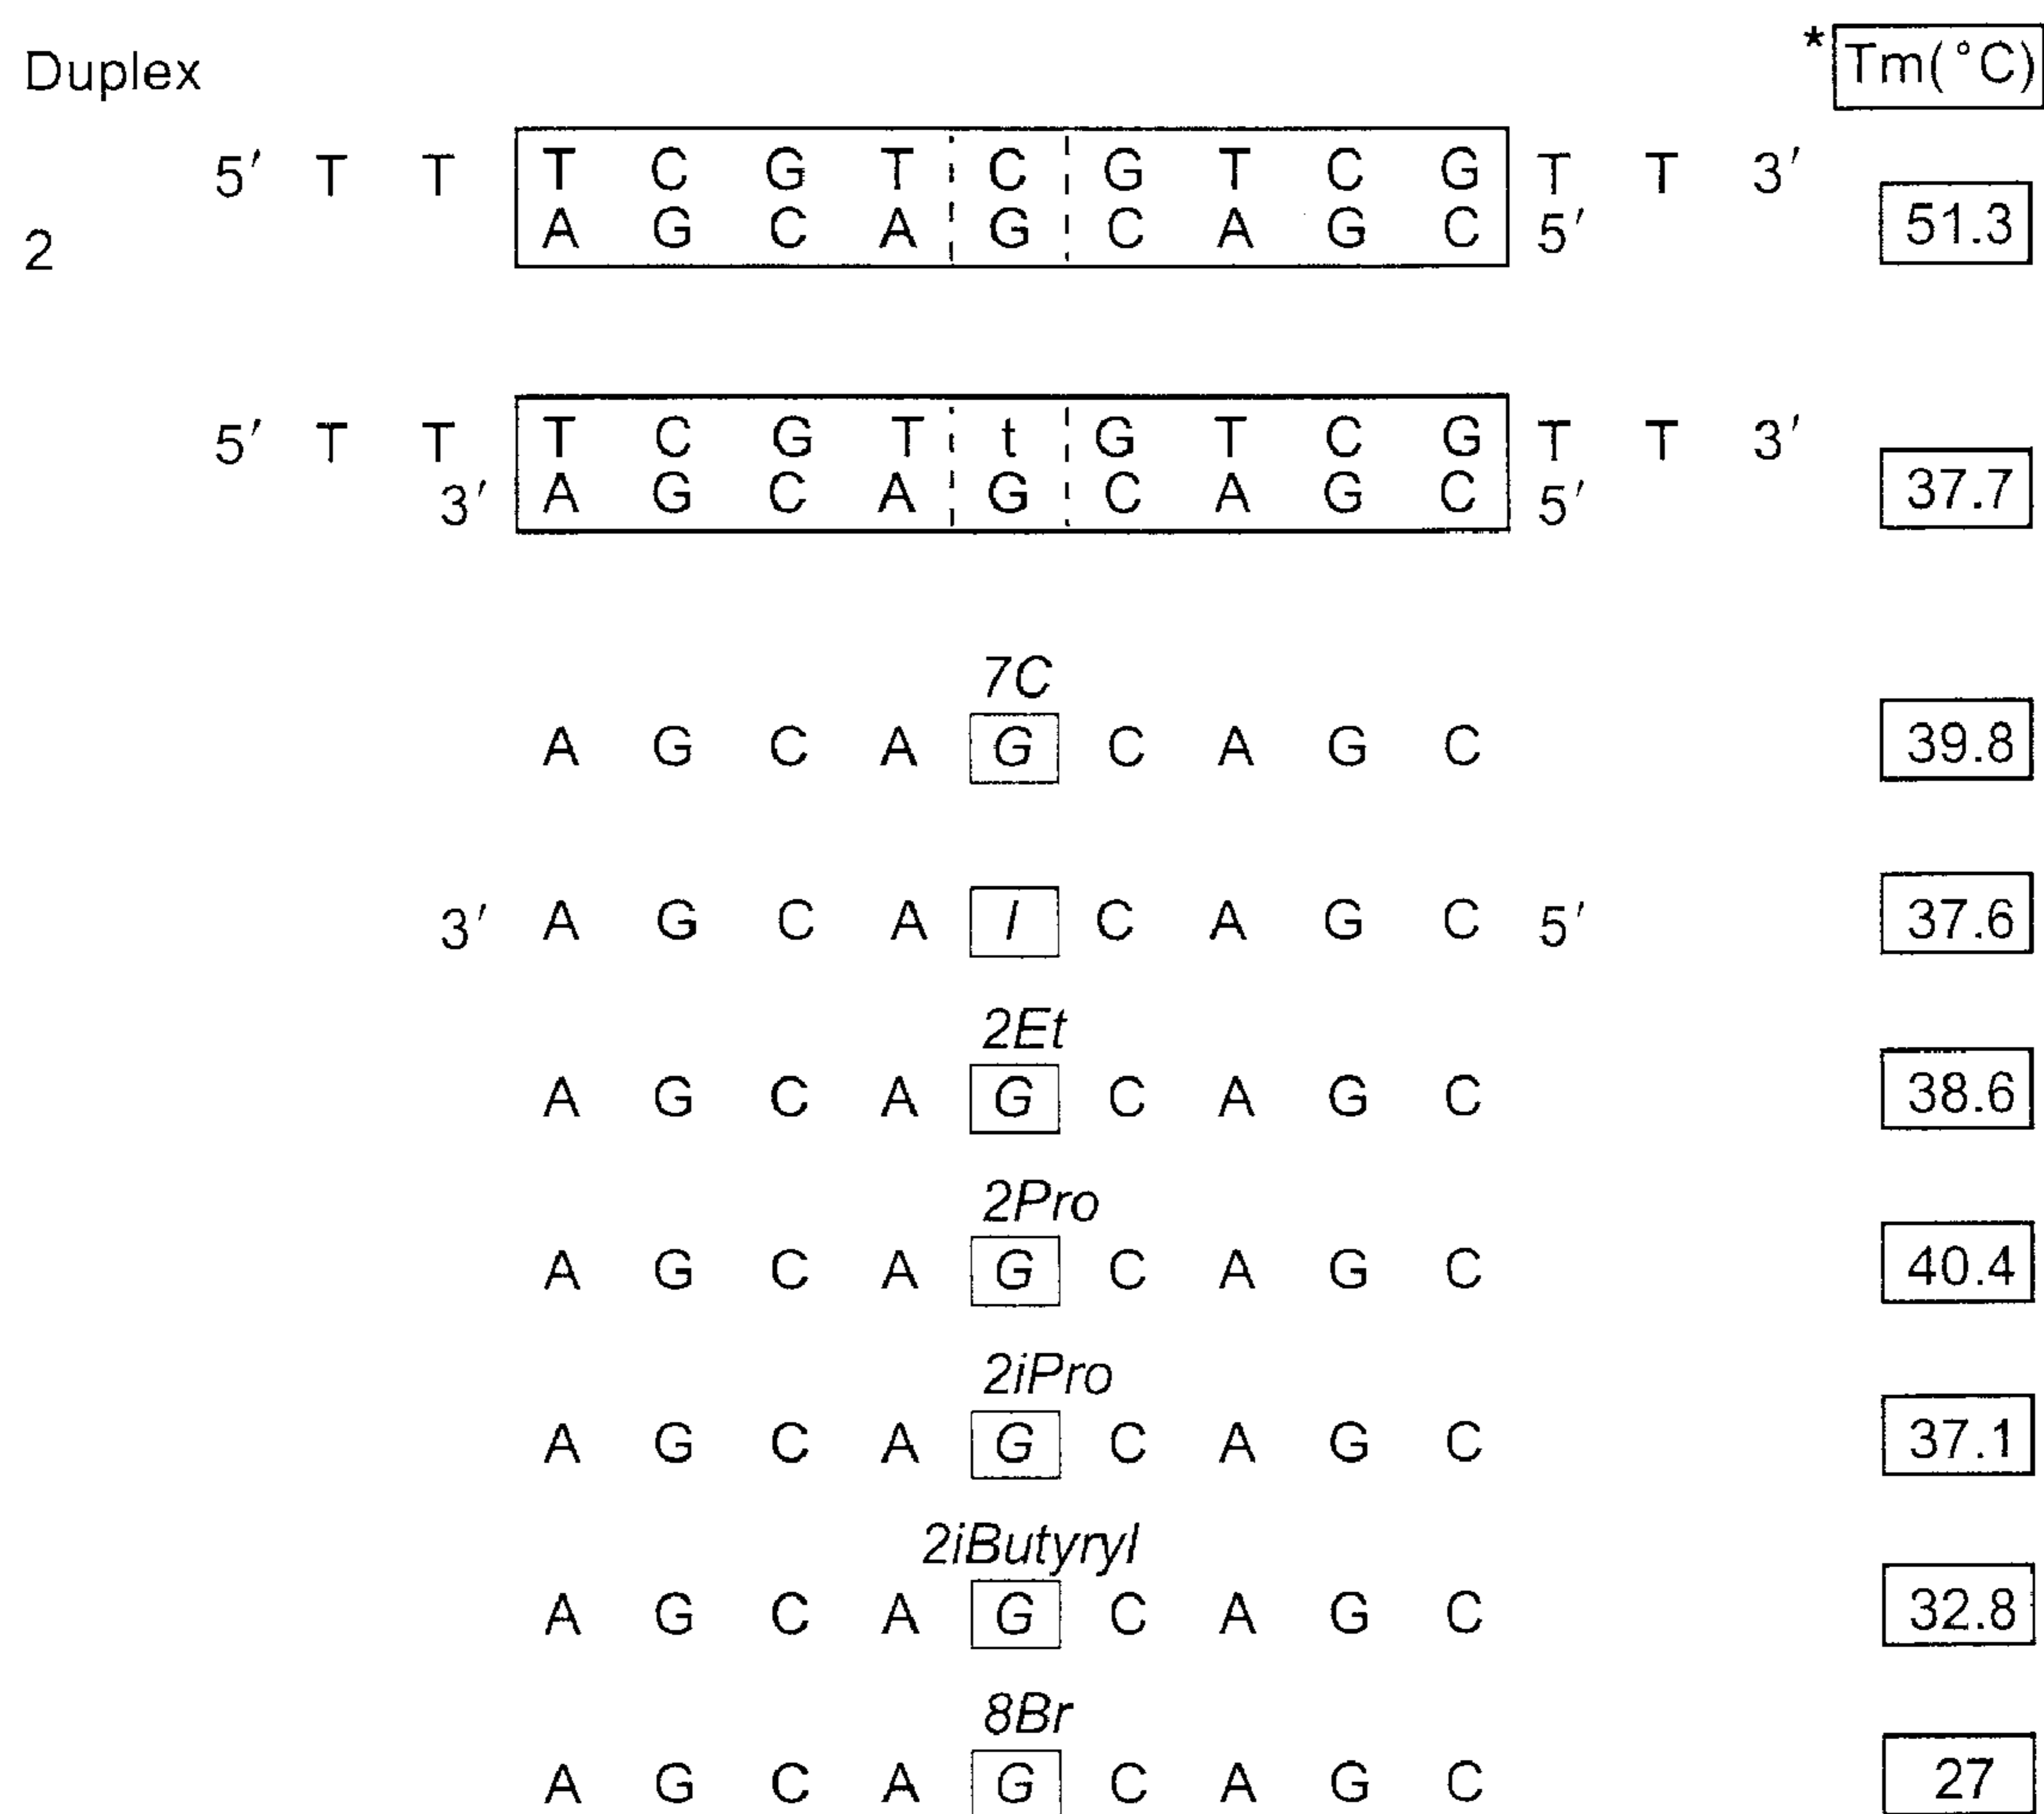 Duplex * Tm(°C)
5′ T T T C G T C G T C G T T 3′
2 A G C A G C A G C 5′ 51.3
5′ T T T C G T t G T C G T T 3′
3′ A G C A G C A G C 5′ 37.7
7C
A G C A G C A G C 39.8
3′ A G C A I C A G C 5′ 37.6
2Et
A G C A G C A G C 38.6
2Pro
A G C A G C A G C 40.4
2iPro
A G C A G C A G C 37.1
2iButyryl
A G C A G C A G C 32.8
8Br
A G C A G C A G C 27